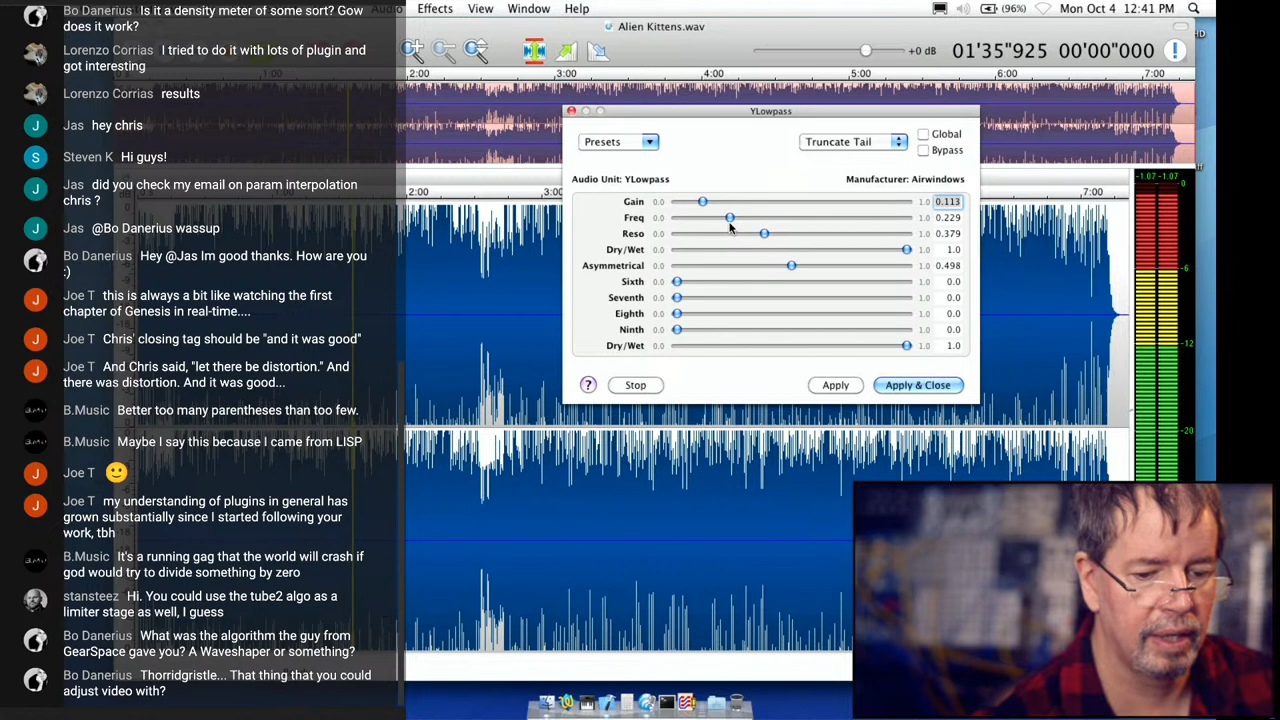 Bo Danerius Is it a density meter of some sort? Gow
does it work?
Lorenzo Corrias I tried to do it with lots of plugin and
got interesting
Lorenzo Corrias results
Jas hey chris
Steven K Hi guys!
Jas did you check my email on param interpolation
chris ?
Jas @Bo Danerius wassup
Bo Danerius Hey @Jas Im good thanks. How are you
:)
Joe T this is always a bit like watching the first
chapter of Genesis in real-time....
Joe T Chris' closing tag should be "and it was good"
Joe T And Chris said, "let there be distortion." And
there was distortion. And it was good...
B.Music Better too many parentheses than too few.
B.Music Maybe I say this because I came from LISP
Joe T
Joe T my understanding of plugins in general has
grown substantially since I started following your
work, tbh
B.Music It's a running gag that the world will crash if
god would try to divide something by zero
stansteez Hi. You could use the tube2 algo as a
limiter stage as well, I guess
Bo Danerius What was the algorithm the guy from
GearSpace gave you? A Waveshaper or something?
Bo Danerius Thorridgristle... That thing that you could
adjust video with?
Audio Effects View Window Help
(96%) Mon Oct 4 12:41 PM
Alien Kittens.wav
+0 dB 01'35"925 00'00"000
1:00 2:00 3:00 4:00 5:00 6:00 7:00
YLowpass
Presets Truncate Tail Global
Bypass
Audio Unit: YLowpass Manufacturer: Airwindows
Gain 0.0 1.0 0.113
Freq 0.0 1.0 0.229
Reso 0.0 1.0 0.379
Dry/Wet 0.0 1.0 1.0
Asymmetrical 0.0 1.0 0.498
Sixth 0.0 1.0 0.0
Seventh 0.0 1.0 0.0
Eighth 0.0 1.0 0.0
Ninth 0.0 1.0 0.0
Dry/Wet 0.0 1.0 1.0
? Stop Apply Apply & Close
2:00 3:00 7:00
-1.07 -1.07
0
-6
-12
-20